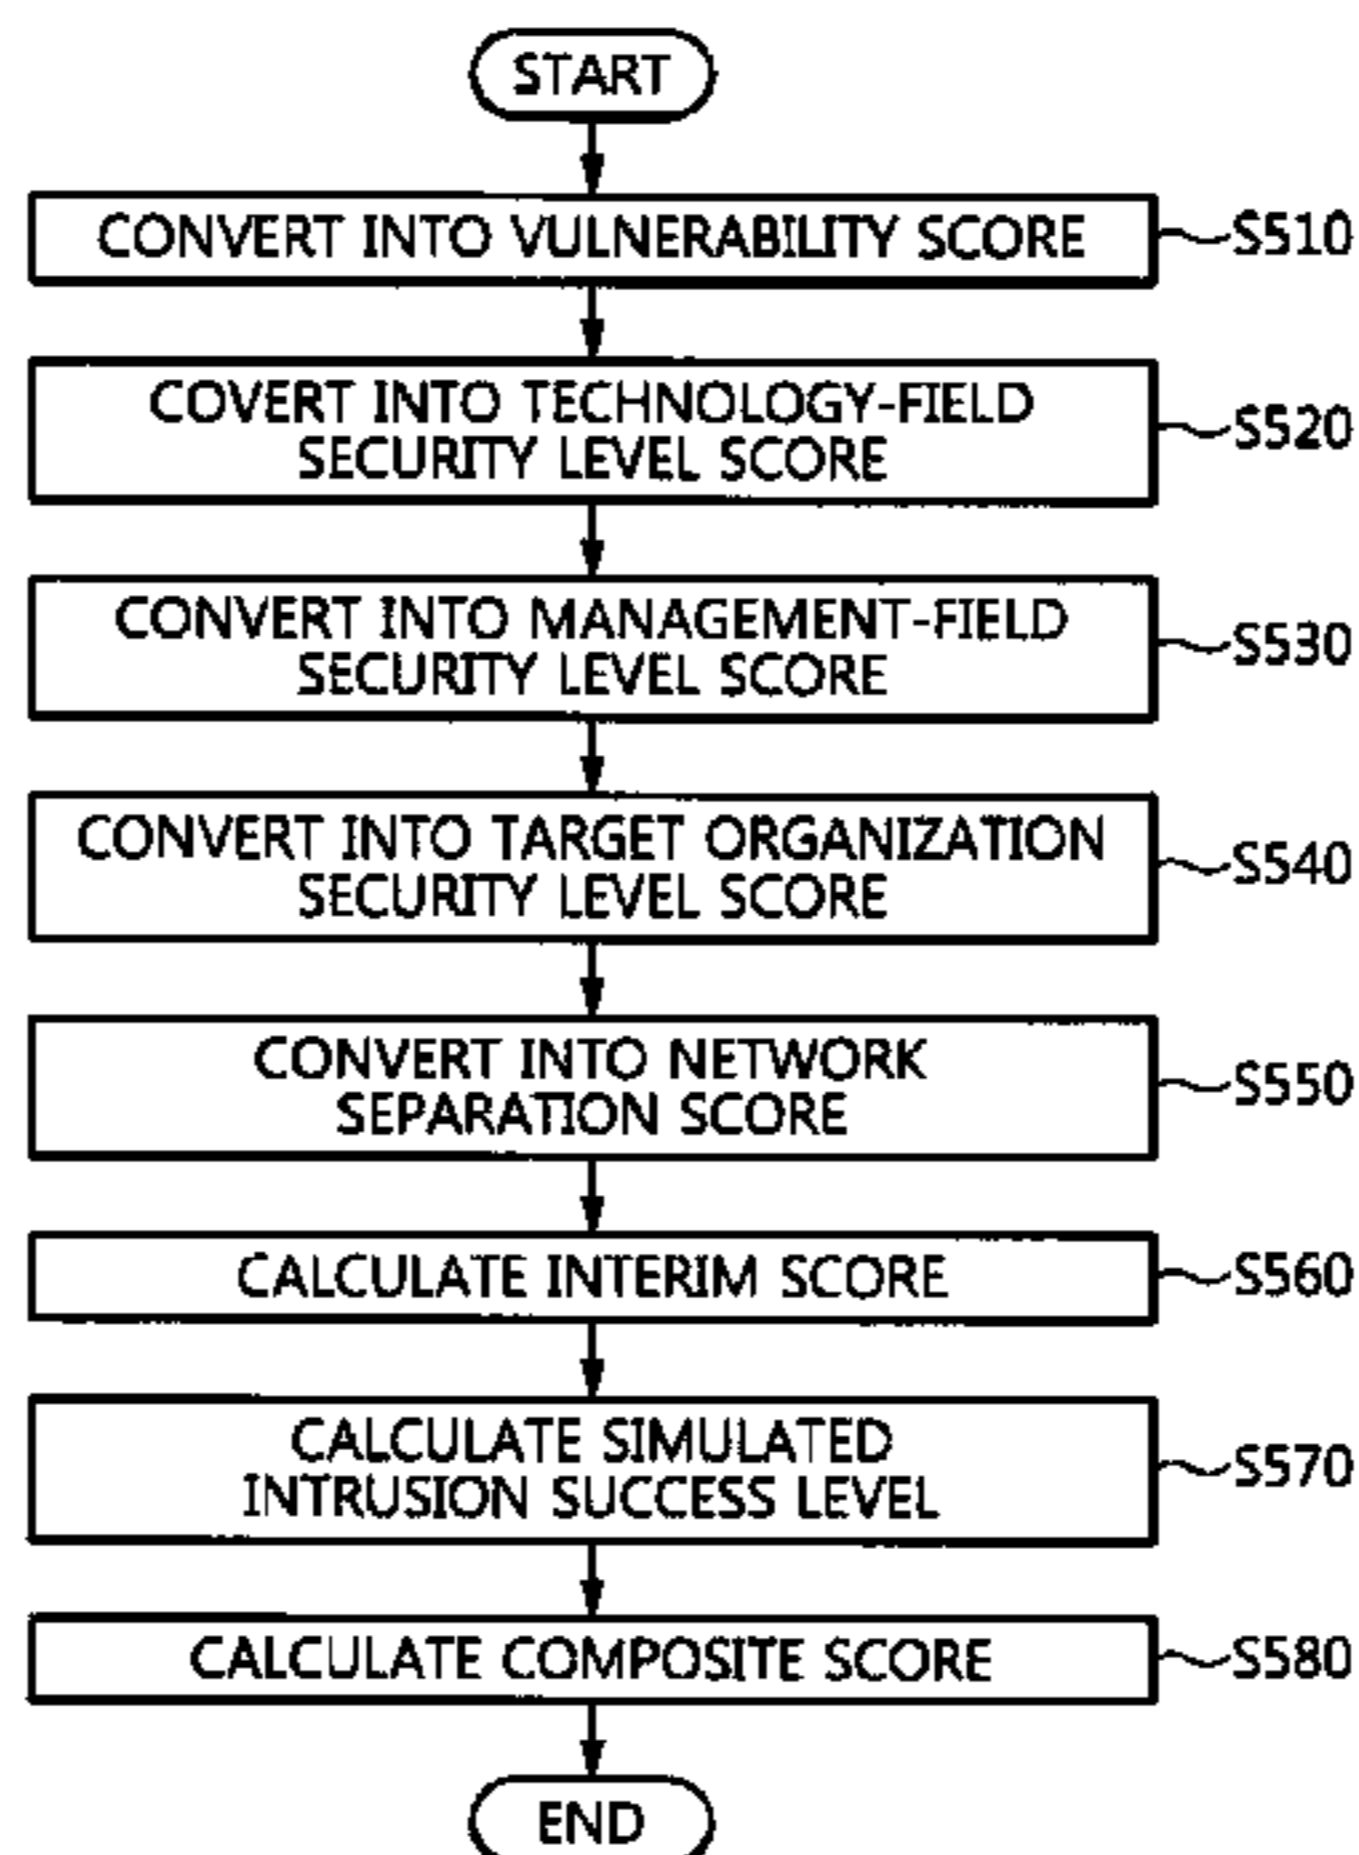 START
CONVERT INTO VULNERABILITY SCORE
S510
COVERT INTO TECHNOLOGY-FIELD
SECURITY LEVEL SCORE
S520
CONVERT INTO MANAGEMENT-FIELD
SECURITY LEVEL SCORE
S530
CONVERT INTO TARGET ORGANIZATION
SECURITY LEVEL SCORE
S540
CONVERT INTO NETWORK
SEPARATION SCORE
S550
CALCULATE INTERIM SCORE
S560
CALCULATE SIMULATED
INTRUSION SUCCESS LEVEL
S570
CALCULATE COMPOSITE SCORE
S580
END